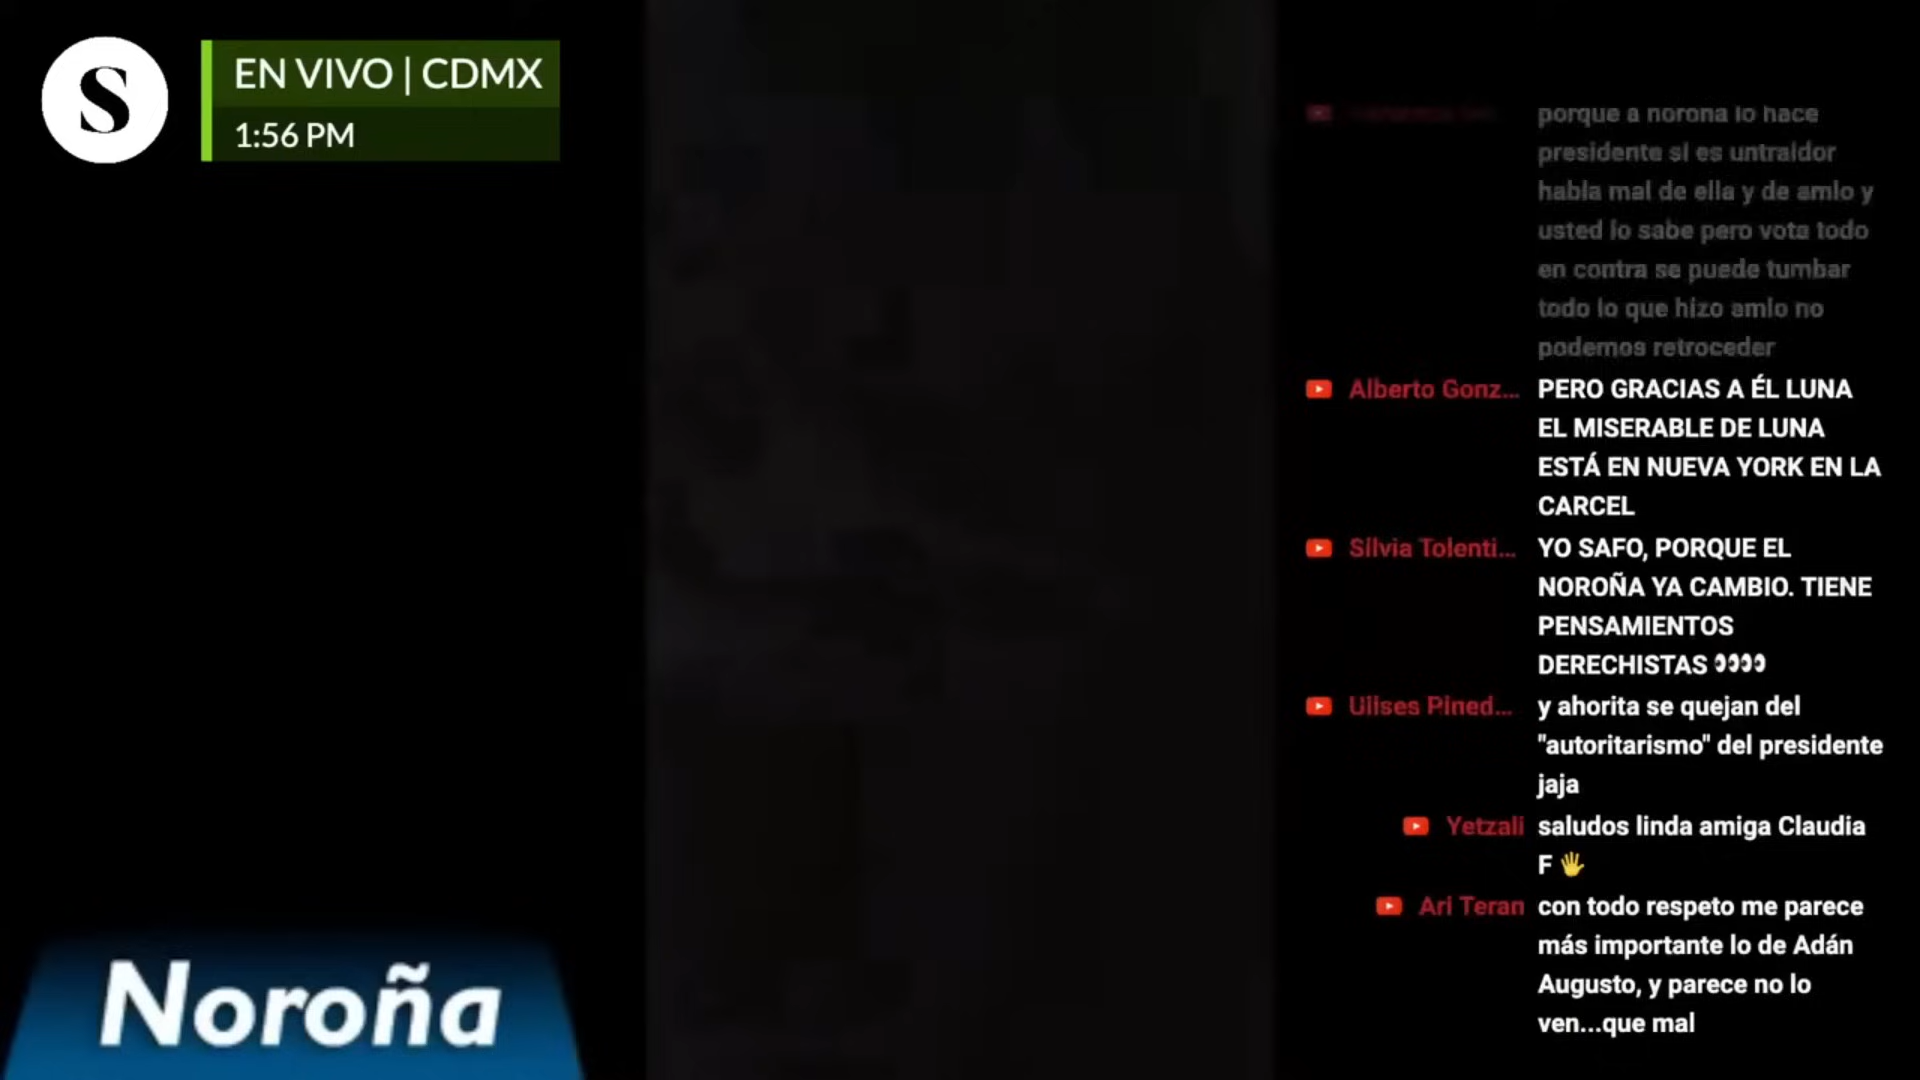 S
EN VIVO | CDMX
1:56 PM
porque a norona lo hace
presidente si es untraidor
habla mal de ella y de amlo y
usted lo sabe pero vota todo
en contra se puede tumbar
todo lo que hizo amlo no
podemos retroceder
Alberto Gonz... PERO GRACIAS A ÉL LUNA
EL MISERABLE DE LUNA
ESTÁ EN NUEVA YORK EN LA
CARCEL
Silvia Tolenti... YO SAFO, PORQUE EL
NOROÑA YA CAMBIO. TIENE
PENSAMIENTOS
DERECHISTAS 👀👀
Ulises Pined... y ahorita se quejan del
"autoritarismo" del presidente
jaja
Yetzali saludos linda amiga Claudia
F 🖐
Ari Teran con todo respeto me parece
más importante lo de Adán
Augusto, y parece no lo
ven...que mal
Noroña